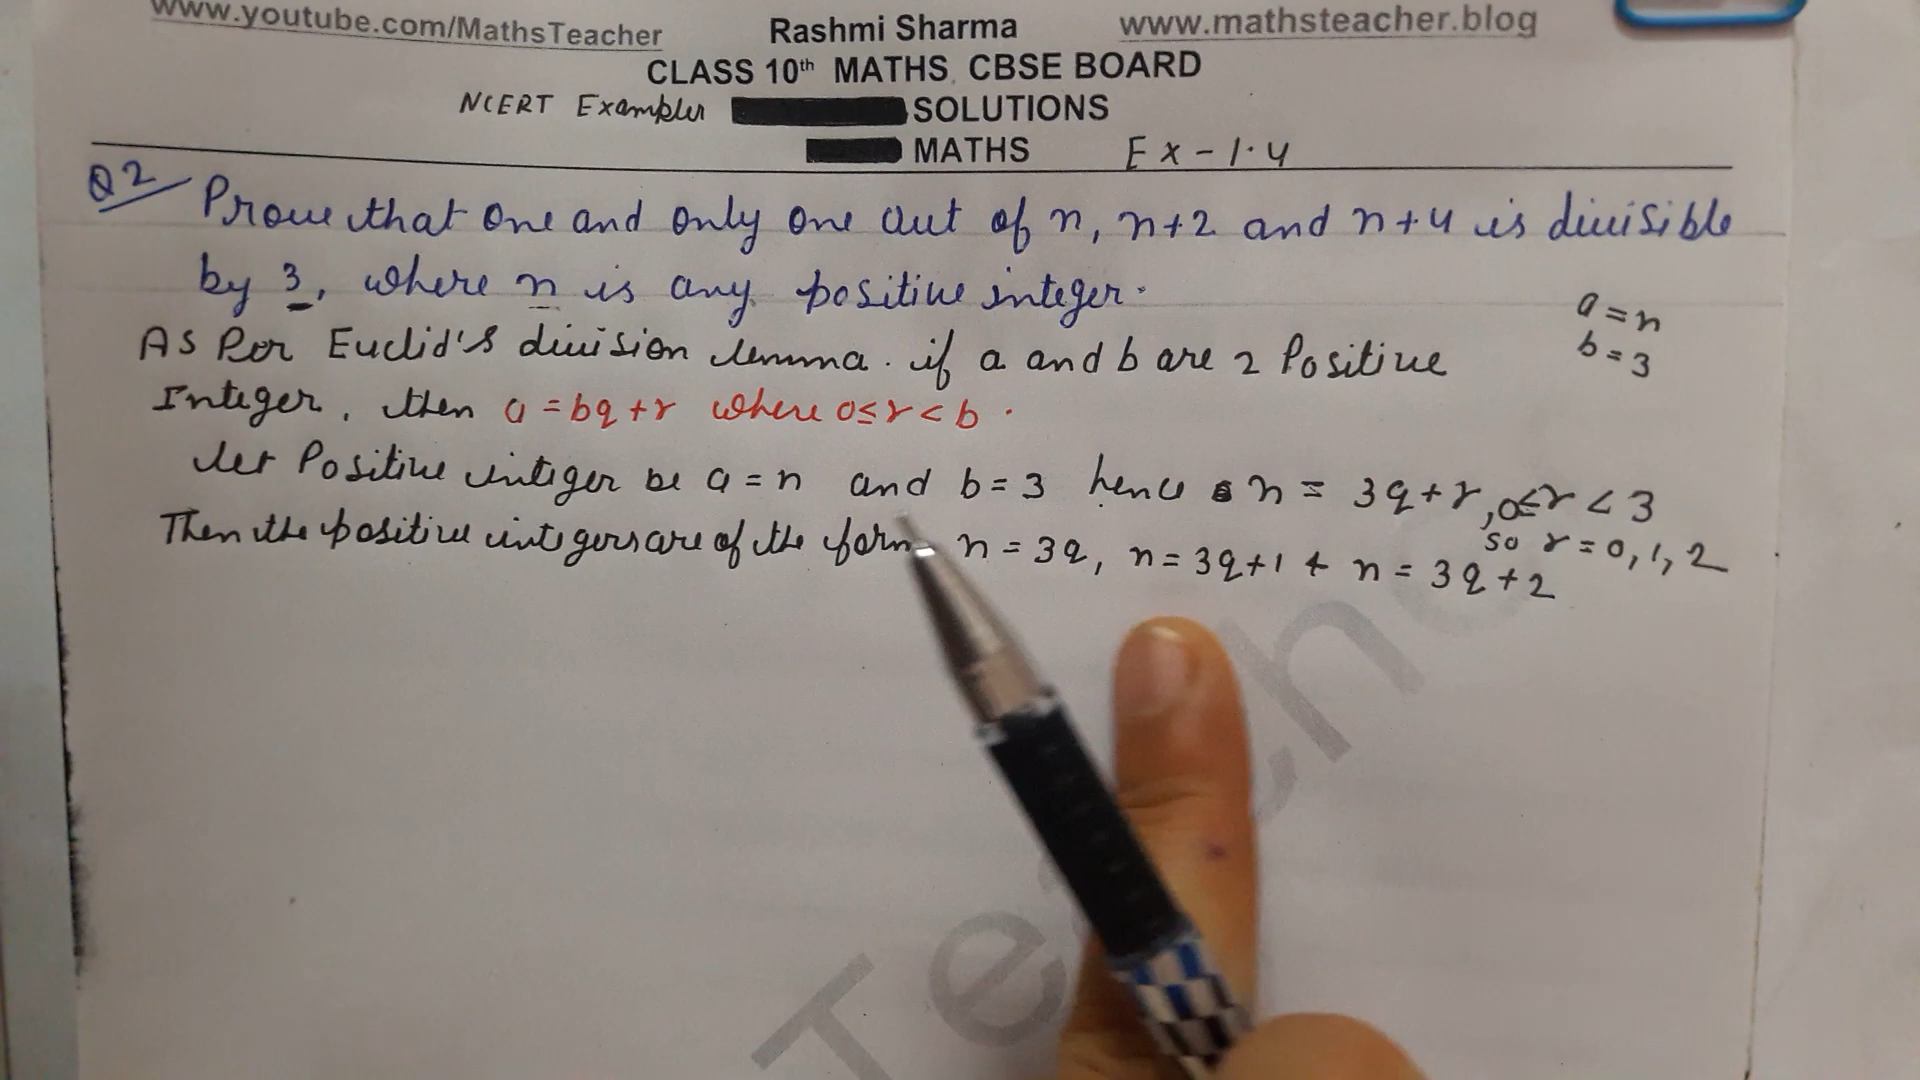 www.youtube.com/MathsTeacher Rashmi Sharma www.mathsteacher.blog
CLASS 10th MATHS CBSE BOARD
NCERT Exampler SOLUTIONS
MATHS Ex-1.4
Q2 Prove that one and only one out of n, n+2 and n+4 is divisible
by 3, where n is any positive integer.
a=n
b=3
As Per Euclid's division lemma. if a and b are 2 Positive
Integer, then a=bq+r where 0≤r<b.
let Positive integer be a=n and b=3 hence n = 3q+r, 0≤r<3
so r=0,1,2
Then the positive integers are of the form n=3q, n=3q+1 + n=3q+2
Teacher